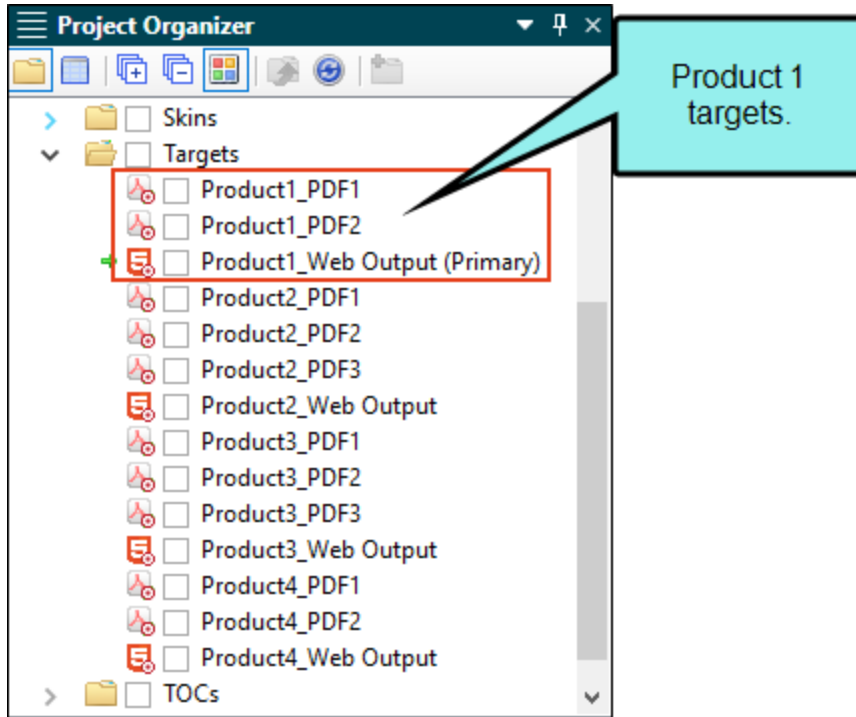 Project Organizer
Product 1
targets.
Skins
Targets
Product1_PDF1
Product1_PDF2
Product1_Web Output (Primary)
Product2_PDF1
Product2_PDF2
Product2_PDF3
Product2_Web Output
Product3_PDF1
Product3_PDF2
Product3_PDF3
Product3_Web Output
Product4_PDF1
Product4_PDF2
Product4_Web Output
TOCs